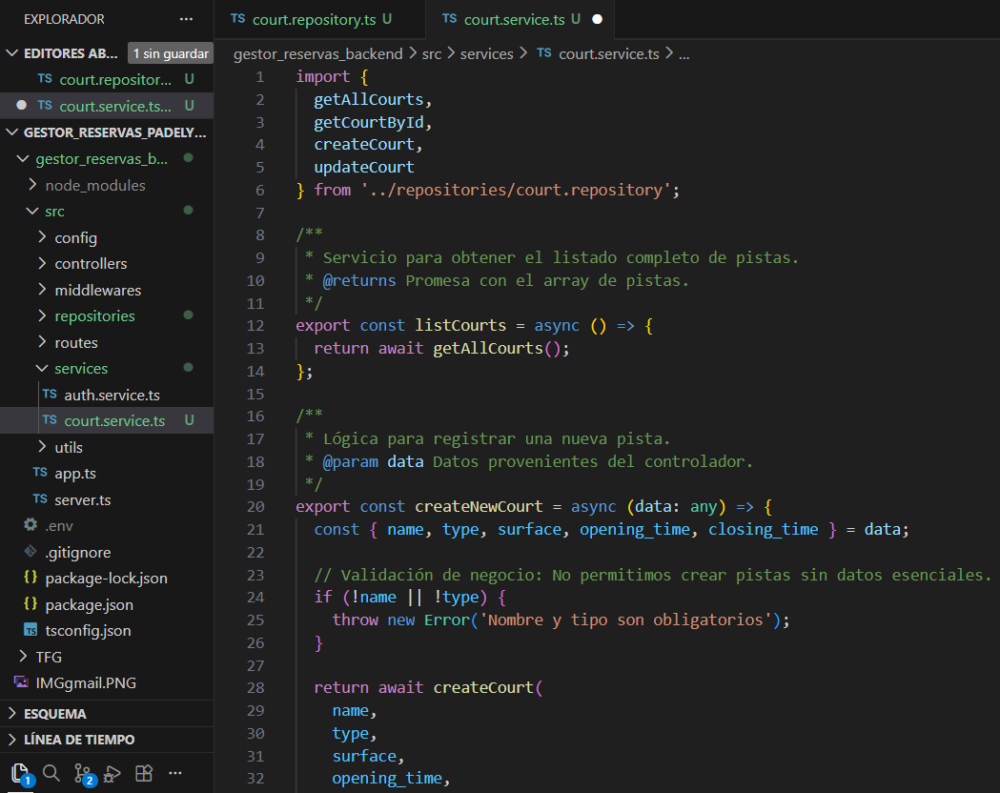 EXPLORADOR
EDITORES AB... 1 sin guardar
TS court.repositor... U
TS court.service.ts... U
GESTOR_RESERVAS_PADELY...
gestor_reservas_b...
node_modules
src
config
controllers
middlewares
repositories
routes
services
TS auth.service.ts
TS court.service.ts U
utils
TS app.ts
TS server.ts
.env
.gitignore
{} package-lock.json
{} package.json
TS tsconfig.json
TFG
IMGgmail.PNG
ESQUEMA
LÍNEA DE TIEMPO
1 2
TS court.repository.ts U TS court.service.ts U
gestor_reservas_backend > src > services > TS court.service.ts > ...
1 import {
2 getAllCourts,
3 getCourtById,
4 createCourt,
5 updateCourt
6 } from '../repositories/court.repository';
7
8 /**
9 * Servicio para obtener el listado completo de pistas.
10 * @returns Promesa con el array de pistas.
11 */
12 export const listCourts = async () => {
13 return await getAllCourts();
14 };
15
16 /**
17 * Lógica para registrar una nueva pista.
18 * @param data Datos provenientes del controlador.
19 */
20 export const createNewCourt = async (data: any) => {
21 const { name, type, surface, opening_time, closing_time } = data;
22
23 // Validación de negocio: No permitimos crear pistas sin datos esenciales.
24 if (!name || !type) {
25 throw new Error('Nombre y tipo son obligatorios');
26 }
27
28 return await createCourt(
29 name,
30 type,
31 surface,
32 opening_time,